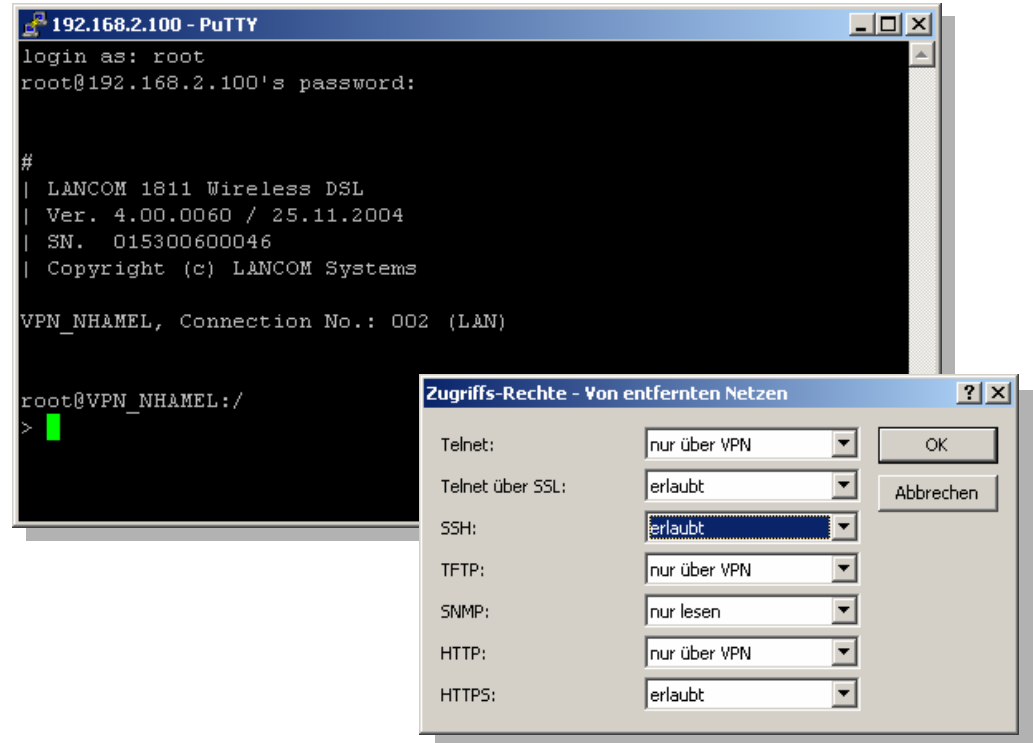 192.168.2.100 - PuTTY
login as: root
root@192.168.2.100's password:
#
| LANCOM 1811 Wireless DSL
| Ver. 4.00.0060 / 25.11.2004
| SN. 015300600046
| Copyright (c) LANCOM Systems
VPN_NHAMEL, Connection No.: 002 (LAN)
root@VPN_NHAMEL:/
>
Zugriffs-Rechte - Von entfernten Netzen
Telnet: nur über VPN OK
Telnet über SSL: erlaubt Abbrechen
SSH: erlaubt
TFTP: nur über VPN
SNMP: nur lesen
HTTP: nur über VPN
HTTPS: erlaubt